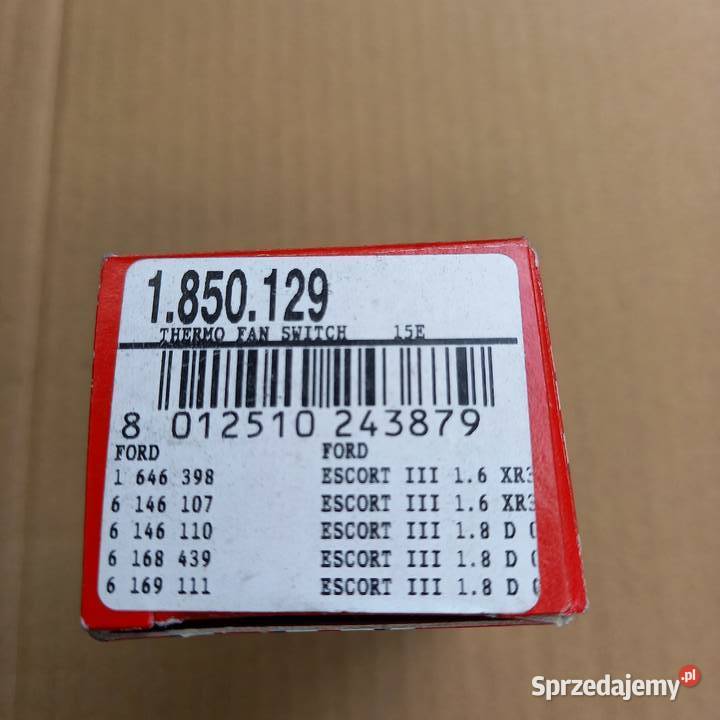 1.850.129
THERMO FAN SWITCH 15E
8 012510 243879
FORD FORD
1 646 398 ESCORT III 1.6 XR3
6 146 107 ESCORT III 1.6 XR3
6 146 110 ESCORT III 1.8 D (
6 168 439 ESCORT III 1.8 D (
6 169 111 ESCORT III 1.8 D (
Sprzedajemy.pl